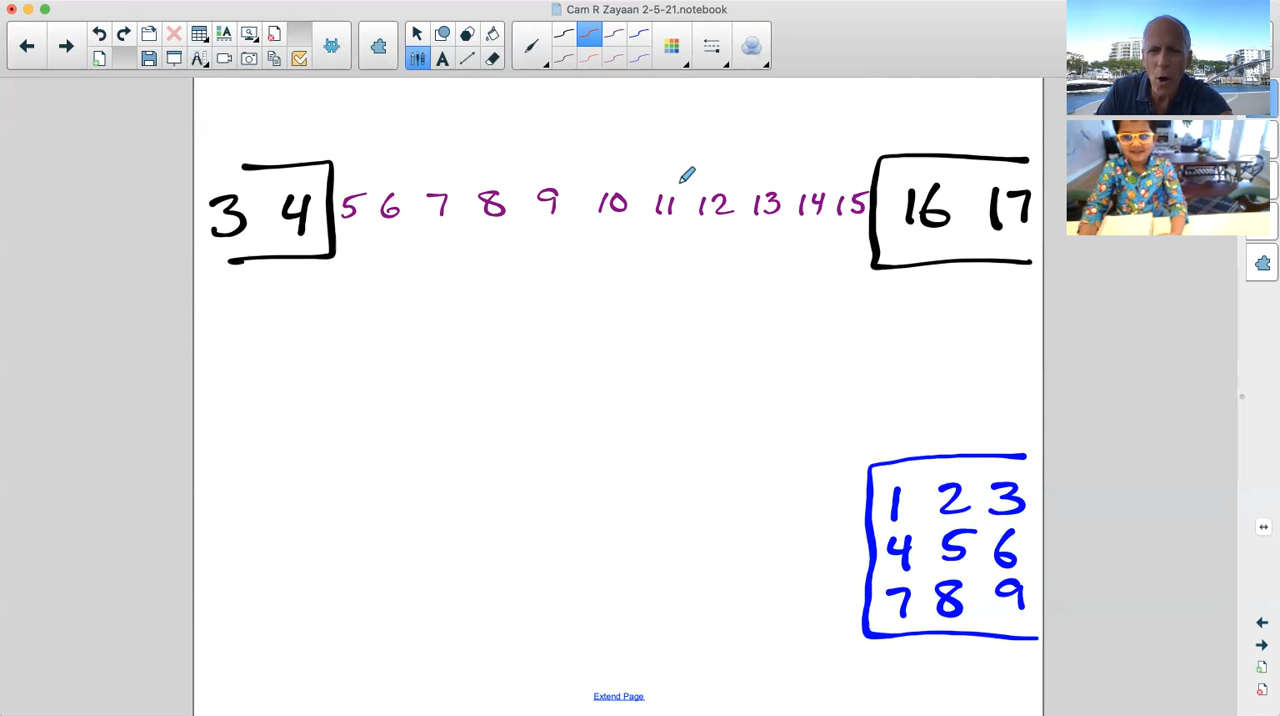 Cam R Zayaan 2-5-21.notebook
3 4 5 6 7 8 9 10 11 12 13 14 15 16 17
1 2 3
4 5 6
7 8 9
Extend Page